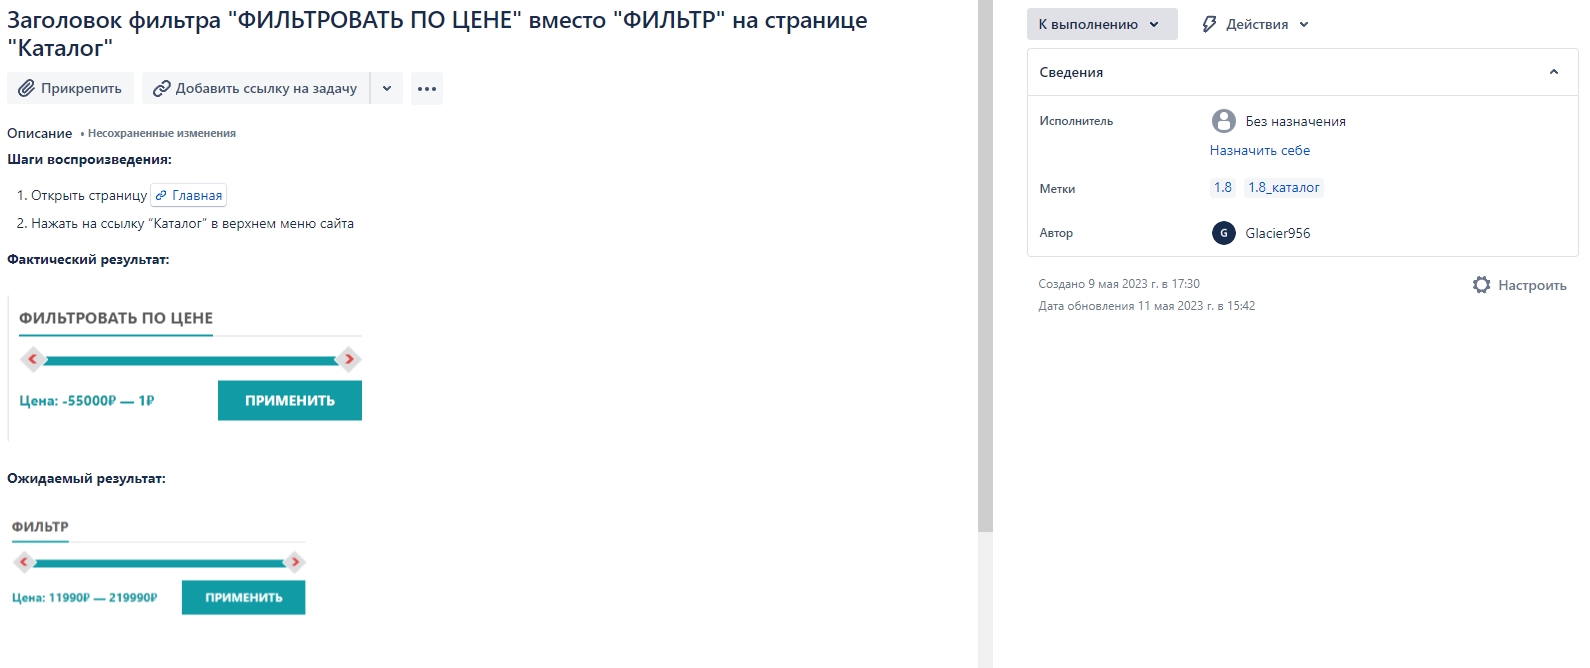 Заголовок фильтра "ФИЛЬТРОВАТЬ ПО ЦЕНЕ" вместо "ФИЛЬТР" на странице
"Каталог"
Прикрепить
Добавить ссылку на задачу
Описание • Несохраненные изменения
Шаги воспроизведения:
1. Открыть страницу Главная
2. Нажать на ссылку “Каталог” в верхнем меню сайта
Фактический результат:
ФИЛЬТРОВАТЬ ПО ЦЕНЕ
Цена: -55000₽ — 1₽
ПРИМЕНИТЬ
Ожидаемый результат:
ФИЛЬТР
Цена: 11990₽ — 219990₽
ПРИМЕНИТЬ
К выполнению
Действия
Сведения
Исполнитель
Без назначения
Назначить себе
Метки
1.8 1.8_каталог
Автор
G Glacier956
Создано 9 мая 2023 г. в 17:30
Дата обновления 11 мая 2023 г. в 15:42
Настроить